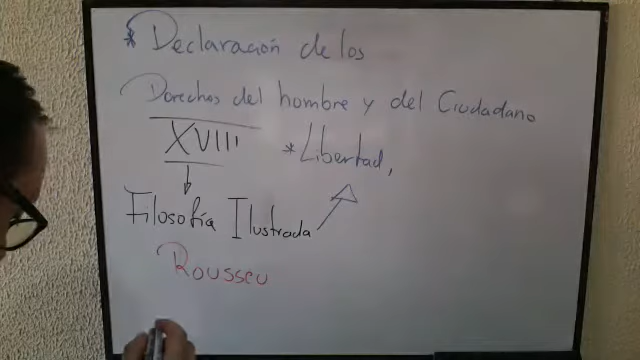 * Declaración de los
Derechos del hombre y del Ciudadano
XVIII * Libertad,
Filosofía Ilustrada
Rousseu